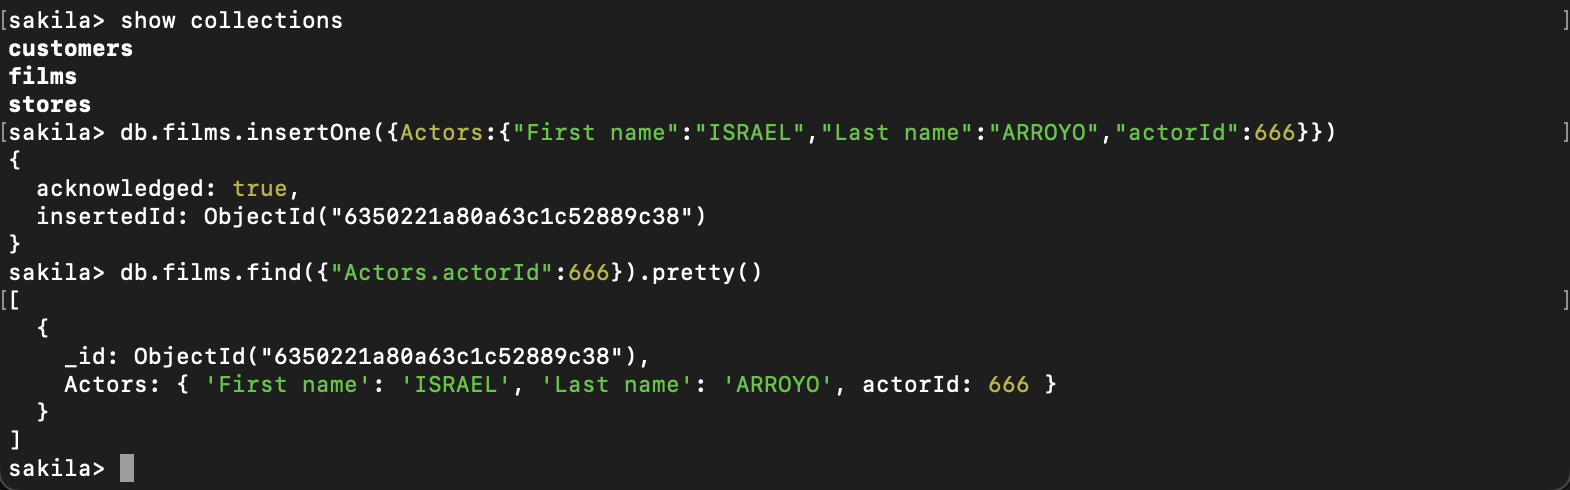 [sakila> show collections ]
customers
films
stores
[sakila> db.films.insertOne({Actors:{"First name":"ISRAEL","Last name":"ARROYO","actorId":666}}) ]
{
  acknowledged: true,
  insertedId: ObjectId("6350221a80a63c1c52889c38")
}
sakila> db.films.find({"Actors.actorId":666}).pretty()
[[ ]
  {
    _id: ObjectId("6350221a80a63c1c52889c38"),
    Actors: { 'First name': 'ISRAEL', 'Last name': 'ARROYO', actorId: 666 }
  }
]
sakila>